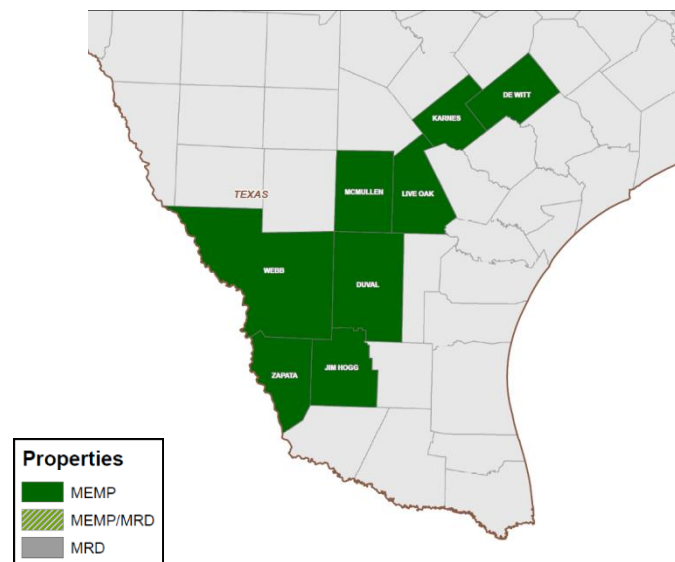 DE WITT
KARNES
MCMULLEN
LIVE OAK
TEXAS
WEBB
DUVAL
ZAPATA
JIM HOGG
Properties
MEMP
MEMP/MRD
MRD